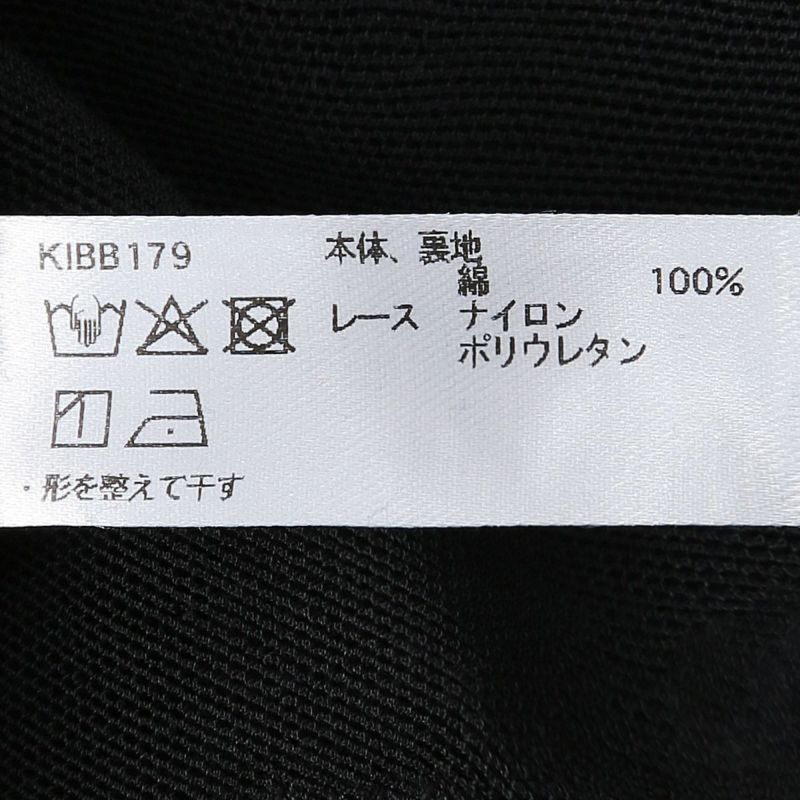 KIBB179
本体、裏地
綿 100%
レース ナイロン
ポリウレタン
・形を整えて干す